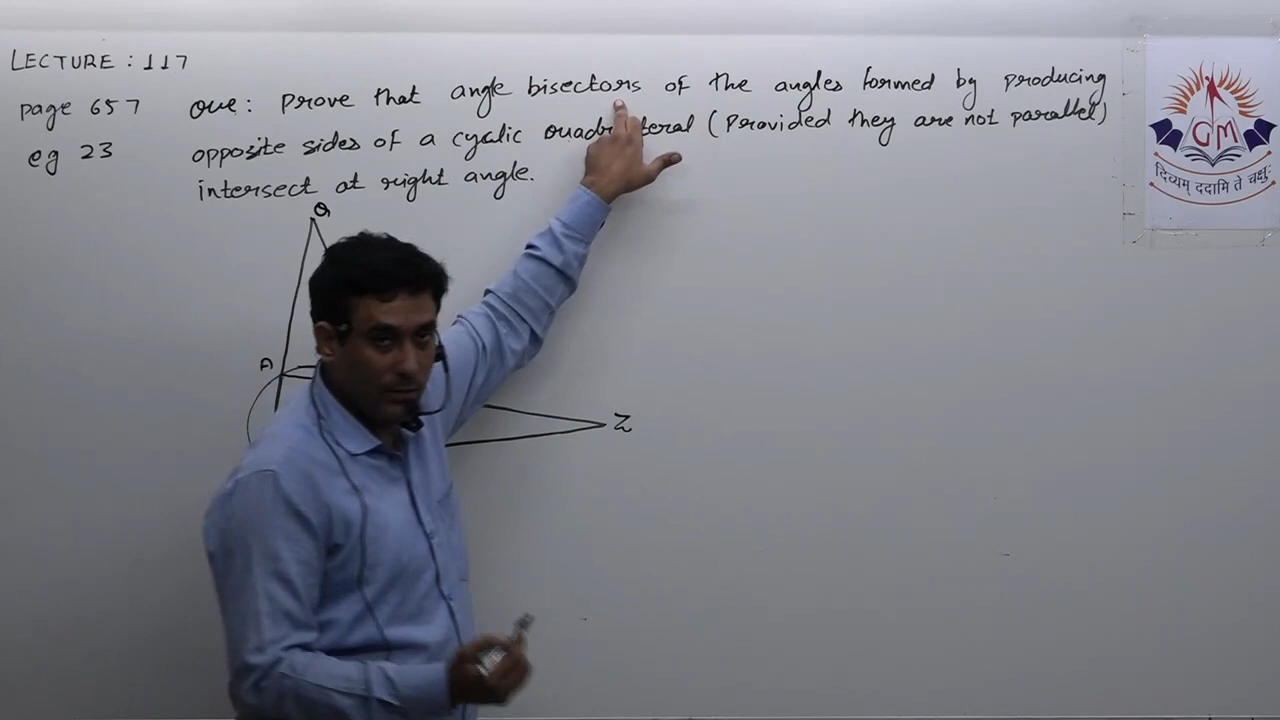 LECTURE : 117
page 657 Que : Prove that angle bisectors of the angles formed by producing
eg 23 opposite sides of a cyclic (Provided they are not parallel)
intersect at right angle.
Q
A
Z
GM
दिव्यम् ददामि ते चक्षुः